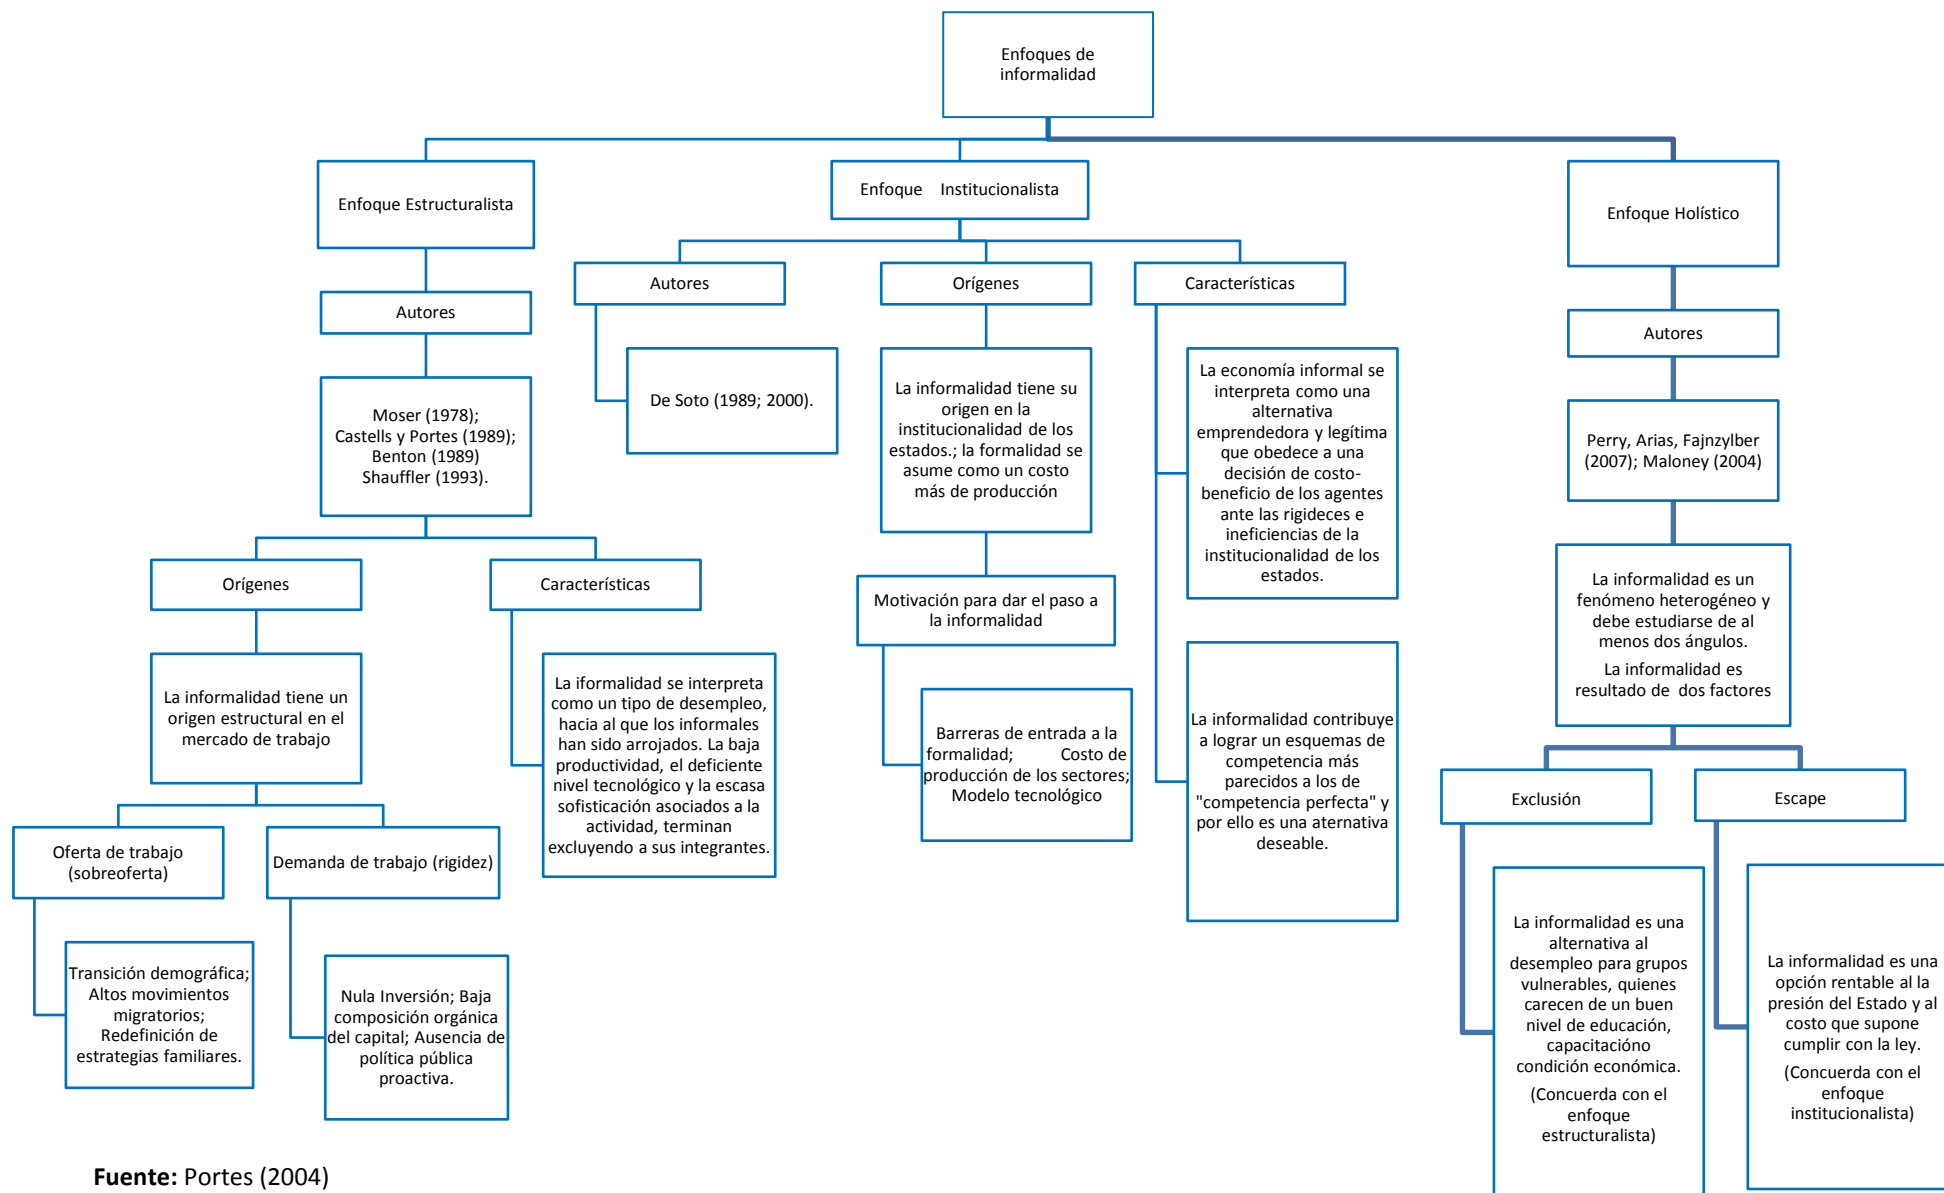 Enfoques de
informalidad
Enfoque Estructuralista
Autores
Moser (1978);
Castells y Portes (1989);
Benton (1989)
Shauffler (1993).
Orígenes
La informalidad tiene un
origen estructural en el
mercado de trabajo
Oferta de trabajo
(sobreoferta)
Transición demográfica;
Altos movimientos
migratorios;
Redefinición de
estrategias familiares.
Demanda de trabajo (rigidez)
Nula Inversión; Baja
composición orgánica
del capital; Ausencia de
política pública
proactiva.
Características
La iformalidad se interpreta
como un tipo de desempleo,
hacia al que los informales
han sido arrojados. La baja
productividad, el deficiente
nivel tecnológico y la escasa
sofisticación asociados a la
actividad, terminan
excluyendo a sus integrantes.
Enfoque Institucionalista
Autores
De Soto (1989; 2000).
Orígenes
La informalidad tiene su
origen en la
institucionalidad de los
estados.; la formalidad se
asume como un costo
más de producción
Motivación para dar el paso a
la informalidad
Barreras de entrada a la
formalidad; Costo de
producción de los sectores;
Modelo tecnológico
Características
La economía informal se
interpreta como una
alternativa
emprendedora y legítima
que obedece a una
decisión de costo-
beneficio de los agentes
ante las rigideces e
ineficiencias de la
institucionalidad de los
estados.
La informalidad contribuye
a lograr un esquemas de
competencia más
parecidos a los de
"competencia perfecta" y
por ello es una aternativa
deseable.
Enfoque Holístico
Autores
Perry, Arias, Fajnzylber
(2007); Maloney (2004)
La informalidad es un
fenómeno heterogéneo y
debe estudiarse de al
menos dos ángulos.
La informalidad es
resultado de dos factores
Exclusión
La informalidad es una
alternativa al
desempleo para grupos
vulnerables, quienes
carecen de un buen
nivel de educación,
capacitacióno
condición económica.
(Concuerda con el
enfoque
estructuralista)
Escape
La informalidad es una
opción rentable al la
presión del Estado y al
costo que supone
cumplir con la ley.
(Concuerda con el
enfoque
institucionalista)
Fuente: Portes (2004)